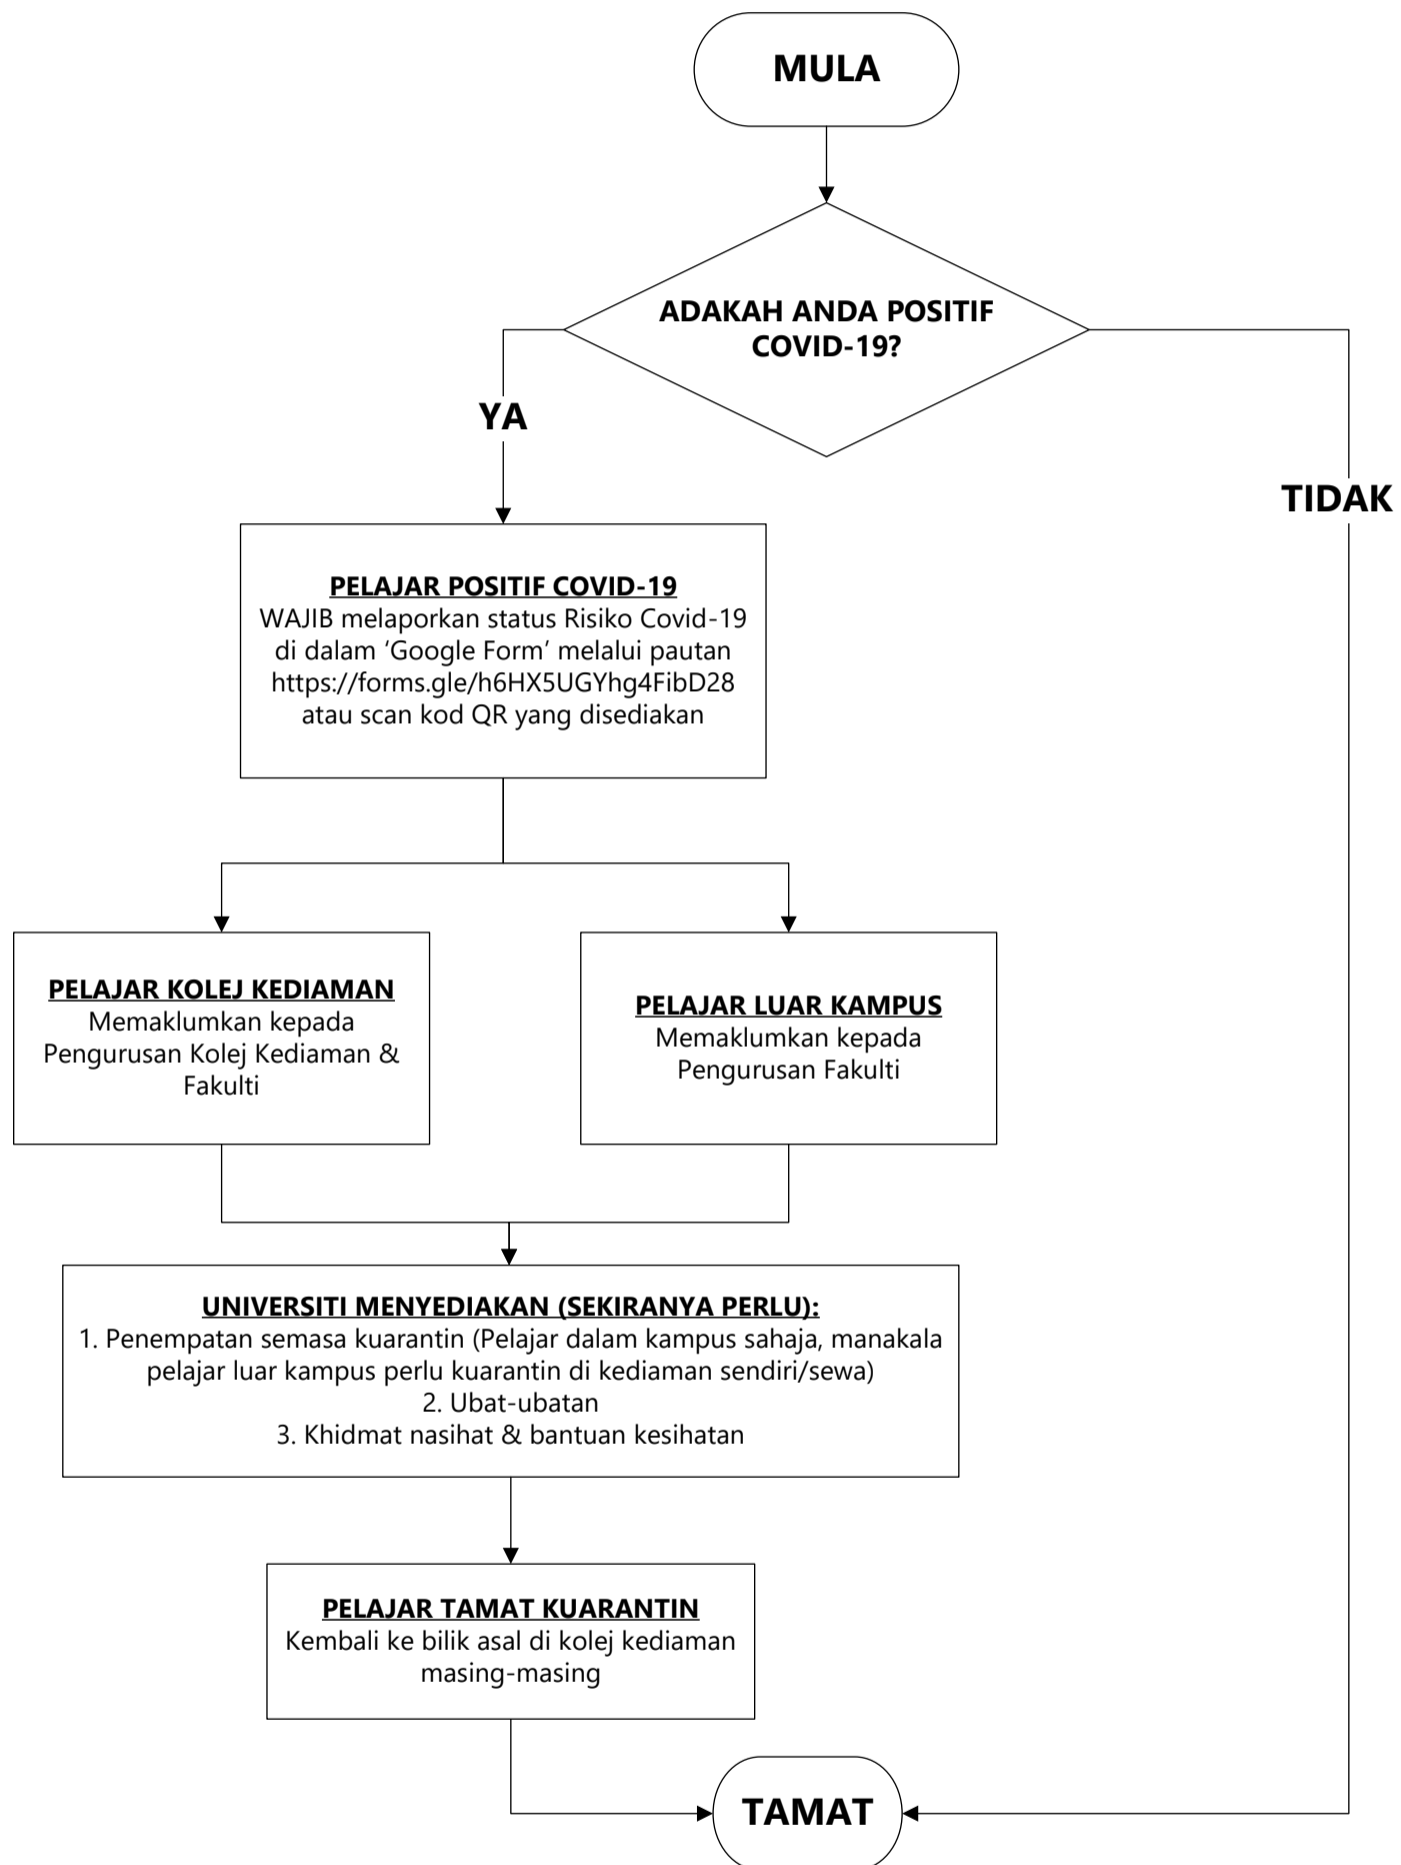 MULA
ADAKAH ANDA POSITIF
COVID-19?
YA
TIDAK
PELAJAR POSITIF COVID-19
WAJIB melaporkan status Risiko Covid-19
di dalam ‘Google Form’ melalui pautan
https://forms.gle/h6HX5UGYhg4FibD28
atau scan kod QR yang disediakan
PELAJAR KOLEJ KEDIAMAN
Memaklumkan kepada
Pengurusan Kolej Kediaman &
Fakulti
PELAJAR LUAR KAMPUS
Memaklumkan kepada
Pengurusan Fakulti
UNIVERSITI MENYEDIAKAN (SEKIRANYA PERLU):
1. Penempatan semasa kuarantin (Pelajar dalam kampus sahaja, manakala
pelajar luar kampus perlu kuarantin di kediaman sendiri/sewa)
2. Ubat-ubatan
3. Khidmat nasihat & bantuan kesihatan
PELAJAR TAMAT KUARANTIN
Kembali ke bilik asal di kolej kediaman
masing-masing
TAMAT